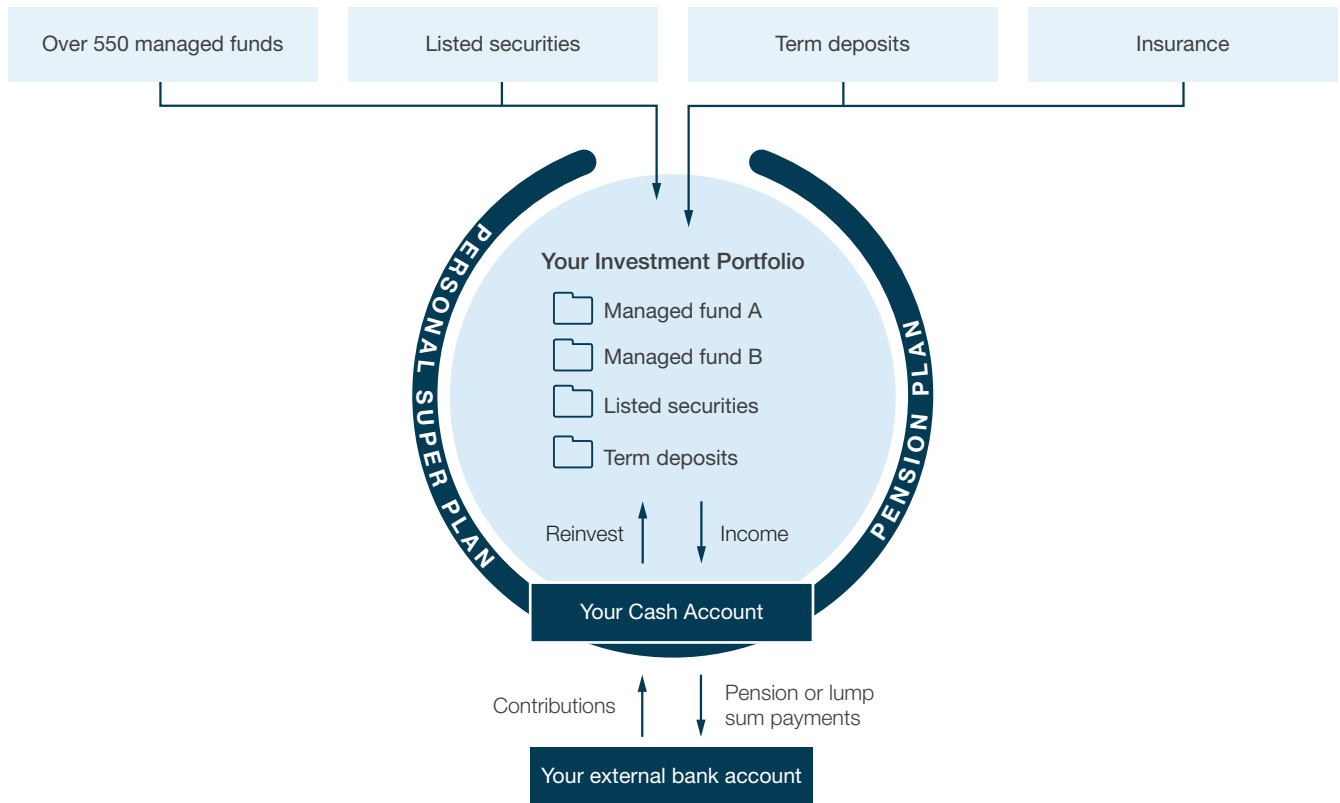 Over 550 managed funds
Listed securities
Term deposits
Insurance
PERSONAL SUPER PLAN
PENSION PLAN
Your Investment Portfolio
Managed fund A
Managed fund B
Listed securities
Term deposits
Reinvest
Income
Your Cash Account
Contributions
Pension or lump
sum payments
Your external bank account